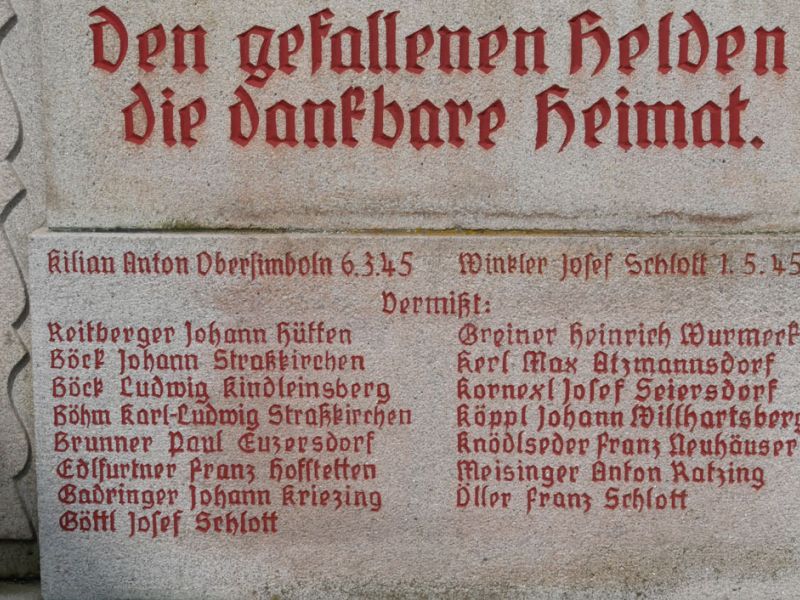 Den gefallenen Helden
die dankbare Heimat.
Kilian Anton Obersimboln 6.3.45
Winkler Josef Schlott 1.5.45
Vermißt:
Reitberger Johann Hütten
Böck Johann Straßkirchen
Böck Ludwig Kindleinsberg
Böhm Karl-Ludwig Straßkirchen
Brunner Paul Euzersdorf
Edlfurtner Franz Hofstetten
Gadringer Johann Kriezing
Göttl Josef Schlott
Greiner Heinrich Wurmerk
Kerl Max Atzmannsdorf
Kornexl Josef Seiersdorf
Köppl Johann Willhartsberg
Knödlseder Franz Neuhäuser
Meisinger Anton Ratzing
Öller Franz Schlott